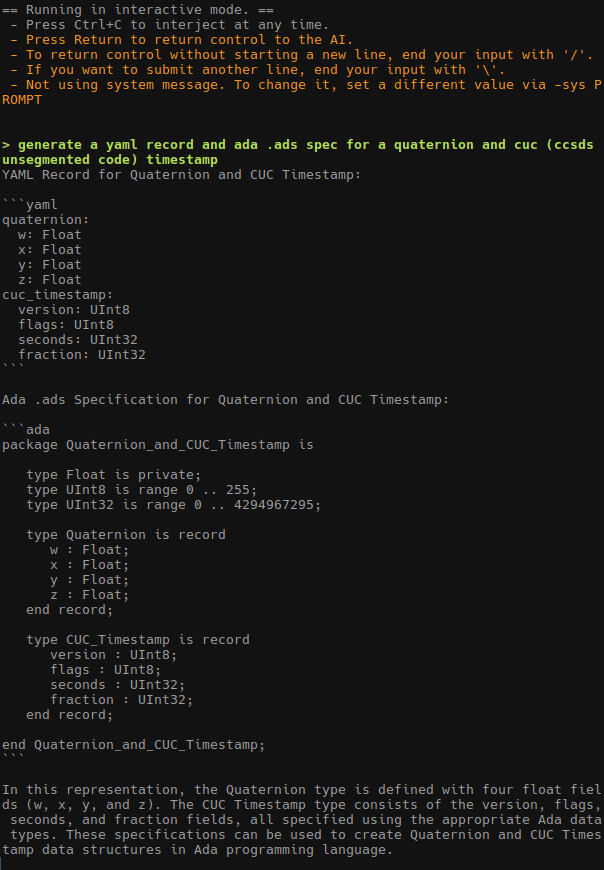 == Running in interactive mode. ==
 - Press Ctrl+C to interject at any time.
 - Press Return to return control to the AI.
 - To return control without starting a new line, end your input with '/'.
 - If you want to submit another line, end your input with '\'.
 - Not using system message. To change it, set a different value via -sys P
ROMPT

> generate a yaml record and ada .ads spec for a quaternion and cuc (ccsds
unsegmented code) timestamp
YAML Record for Quaternion and CUC Timestamp:

```yaml
quaternion:
  w: Float
  x: Float
  y: Float
  z: Float
cuc_timestamp:
  version: UInt8
  flags: UInt8
  seconds: UInt32
  fraction: UInt32
```

Ada .ads Specification for Quaternion and CUC Timestamp:

```ada
package Quaternion_and_CUC_Timestamp is

   type Float is private;
   type UInt8 is range 0 .. 255;
   type UInt32 is range 0 .. 4294967295;

   type Quaternion is record
      w : Float;
      x : Float;
      y : Float;
      z : Float;
   end record;

   type CUC_Timestamp is record
      version : UInt8;
      flags : UInt8;
      seconds : UInt32;
      fraction : UInt32;
   end record;

end Quaternion_and_CUC_Timestamp;
```

In this representation, the Quaternion type is defined with four float fiel
ds (w, x, y, and z). The CUC Timestamp type consists of the version, flags,
 seconds, and fraction fields, all specified using the appropriate Ada data
 types. These specifications can be used to create Quaternion and CUC Times
tamp data structures in Ada programming language.